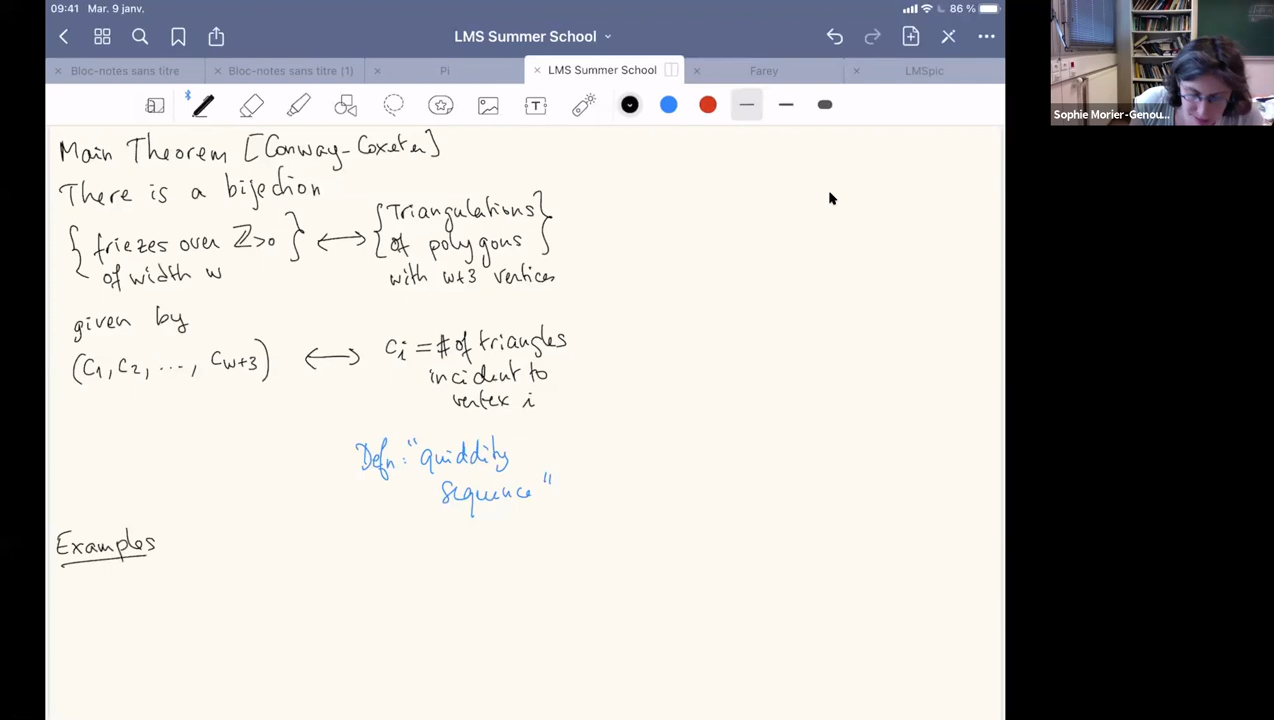 09:41 Mar. 9 janv. 86 %
LMS Summer School
Bloc-notes sans titre
Bloc-notes sans titre (1)
Pi
LMS Summer School
Farey
LMSpic
Sophie Morier-Genou...
Main Theorem [Conway-Coxeter]
There is a bijection
{ friezes over ℤ>0 of width w } ⟷ { Triangulations of polygons with w+3 vertices }
given by
(c₁, c₂, ..., c_{w+3}) ⟷ cᵢ = # of triangles
incident to
vertex i
Defn: "quiddity
sequence"
Examples